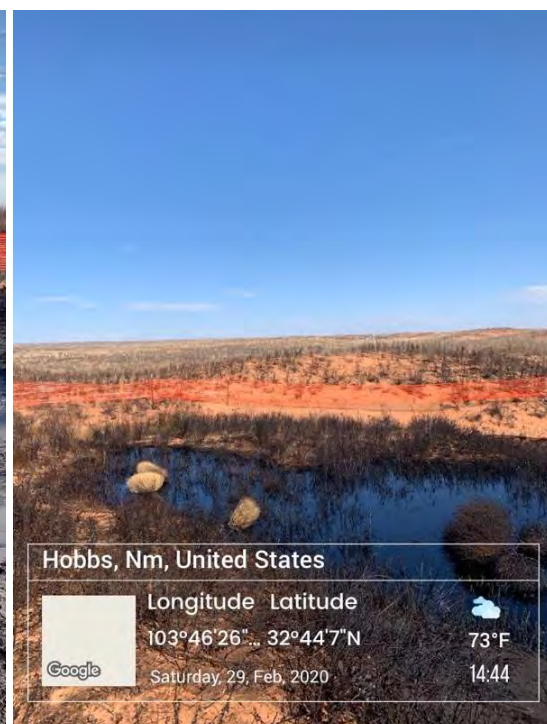 Hobbs, Nm, United States
Longitude Latitude
103°46'26"... 32°44'7"N
73°F
Google
Saturday, 29, Feb, 2020
14:44